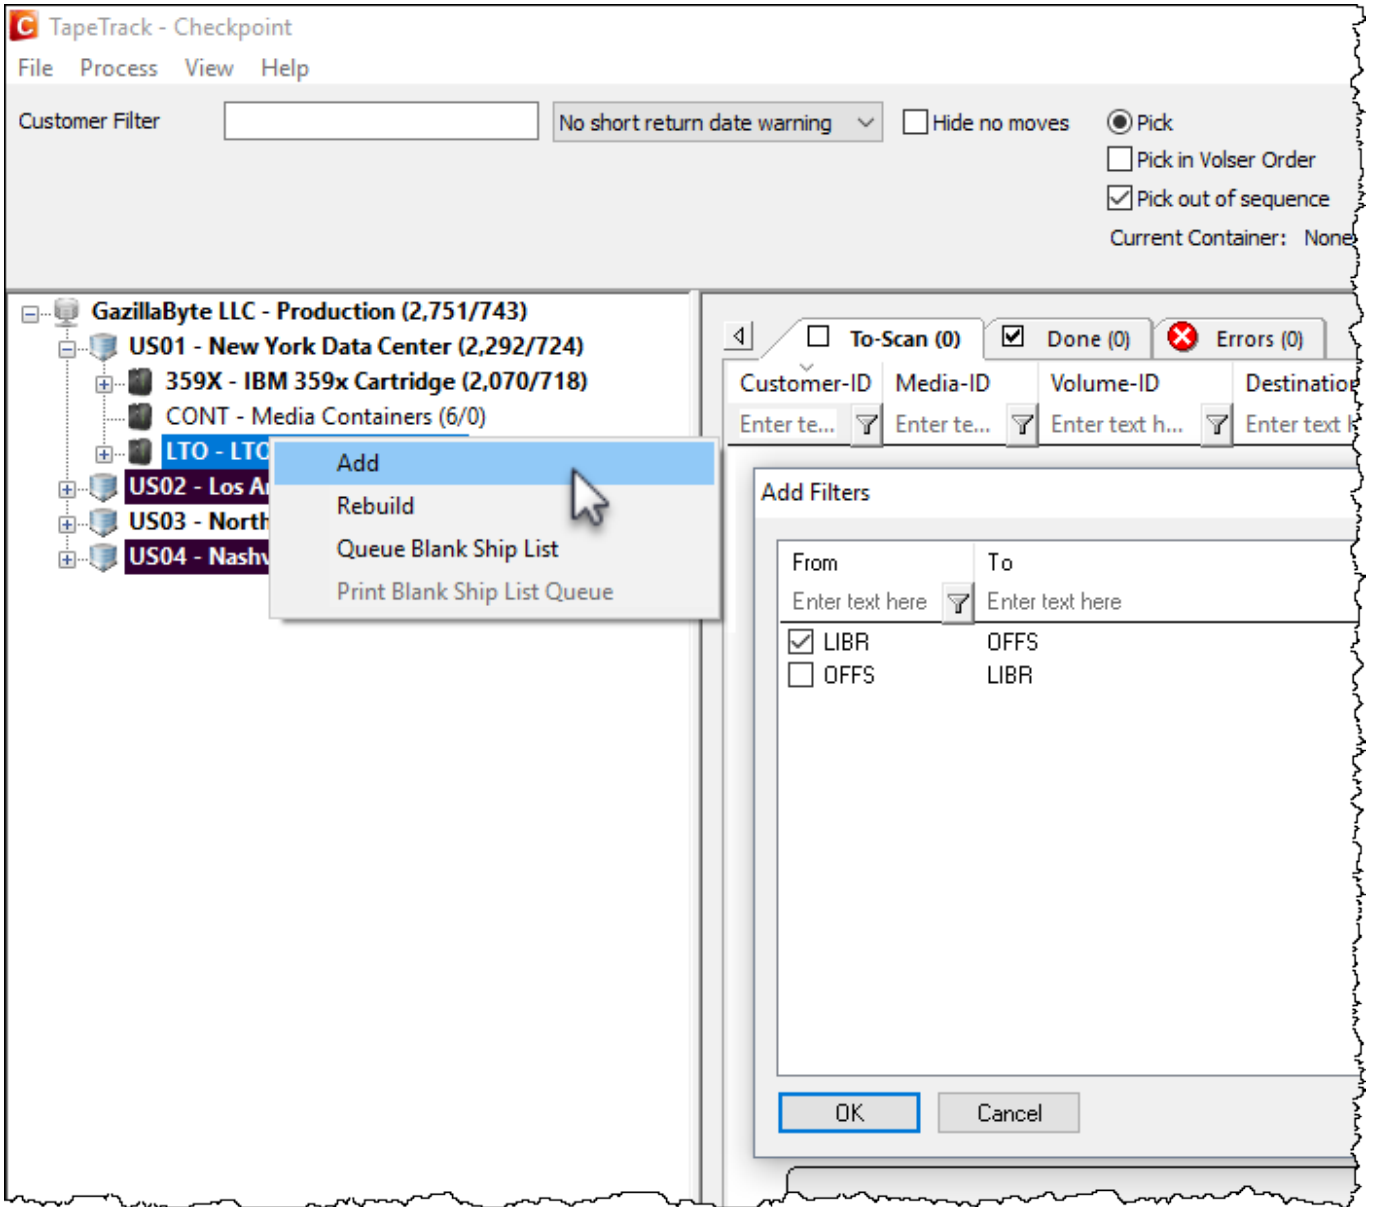 TapeTrack - Checkpoint
File Process View Help
Customer Filter No short return date warning Hide no moves Pick
Pick in Volser Order
Pick out of sequence
Current Container: None
GazillaByte LLC - Production (2,751/743)
US01 - New York Data Center (2,292/724)
359X - IBM 359x Cartridge (2,070/718)
CONT - Media Containers (6/0)
LTO - LTO
US02 - Los A
US03 - North
US04 - Nashv
Add
Rebuild
Queue Blank Ship List
Print Blank Ship List Queue
To-Scan (0) Done (0) Errors (0)
Customer-ID Media-ID Volume-ID Destination
Enter te... Enter te... Enter text h... Enter text
Add Filters
From To
Enter text here Enter text here
LIBR OFFS
OFFS LIBR
OK Cancel